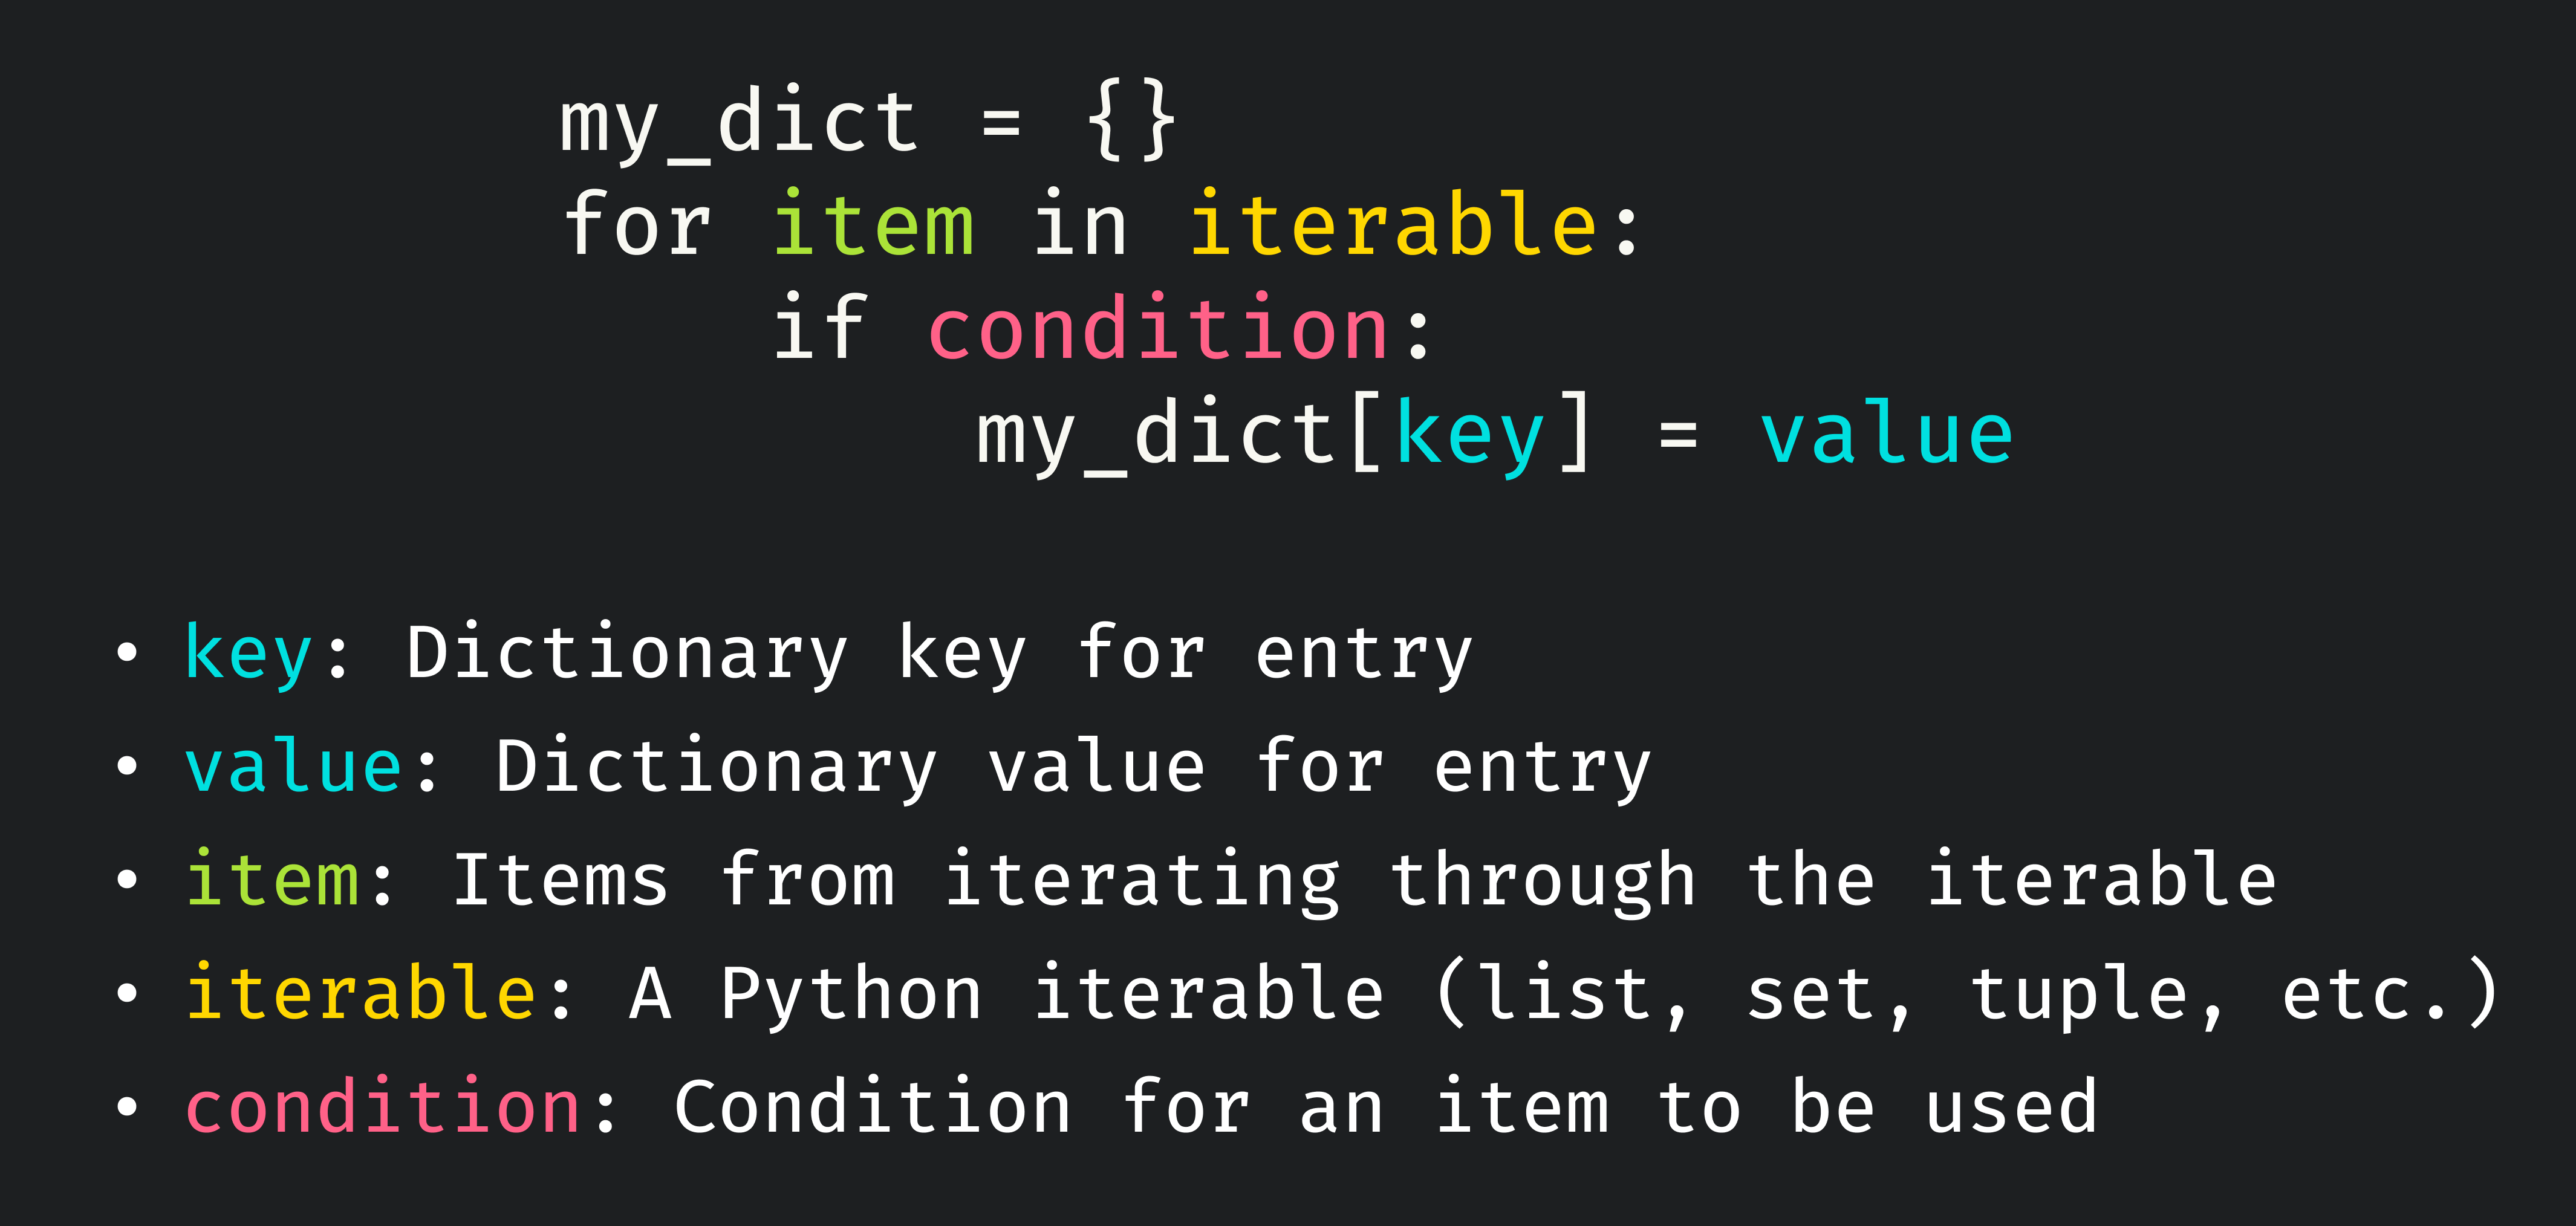 my_dict = {}
for item in iterable:
    if condition:
        my_dict[key] = value
• key: Dictionary key for entry
• value: Dictionary value for entry
• item: Items from iterating through the iterable
• iterable: A Python iterable (list, set, tuple, etc.)
• condition: Condition for an item to be used